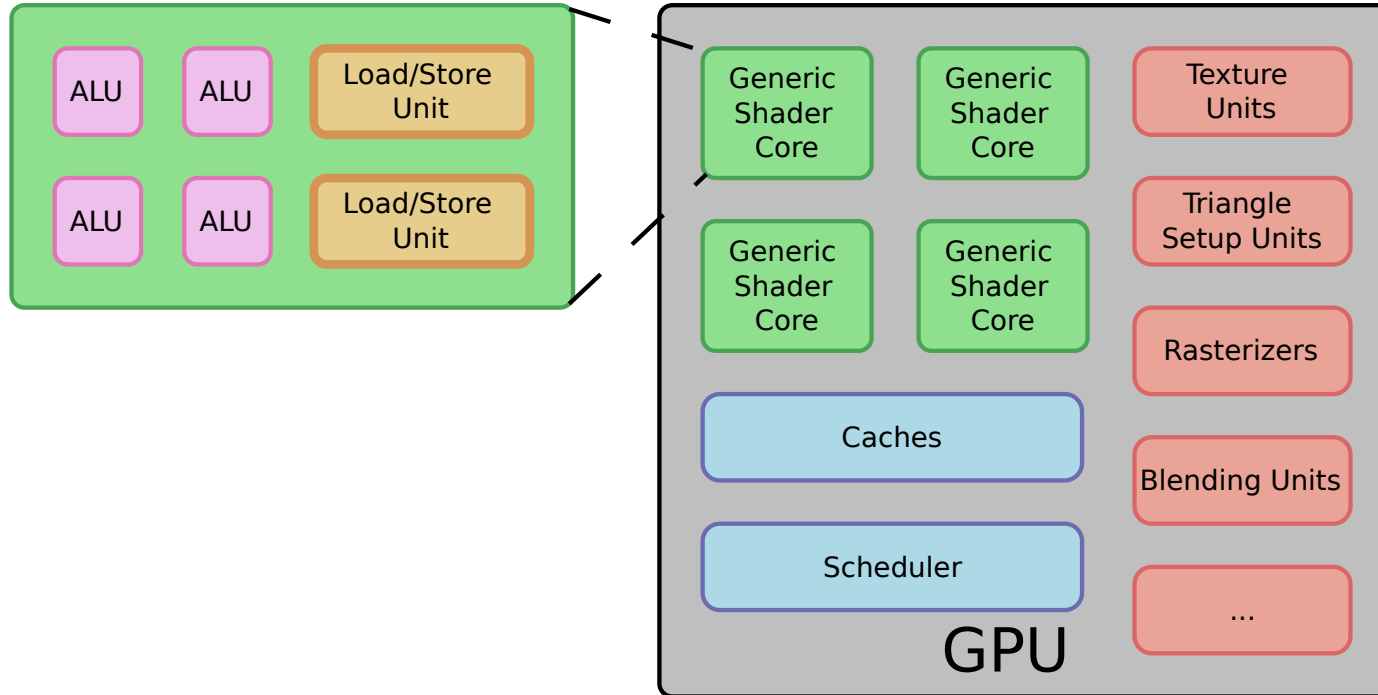 ALU
ALU
Load/Store
Unit
ALU
ALU
Load/Store
Unit
Generic
Shader
Core
Generic
Shader
Core
Texture
Units
Triangle
Setup Units
Generic
Shader
Core
Generic
Shader
Core
Rasterizers
Caches
Blending Units
Scheduler
...
GPU